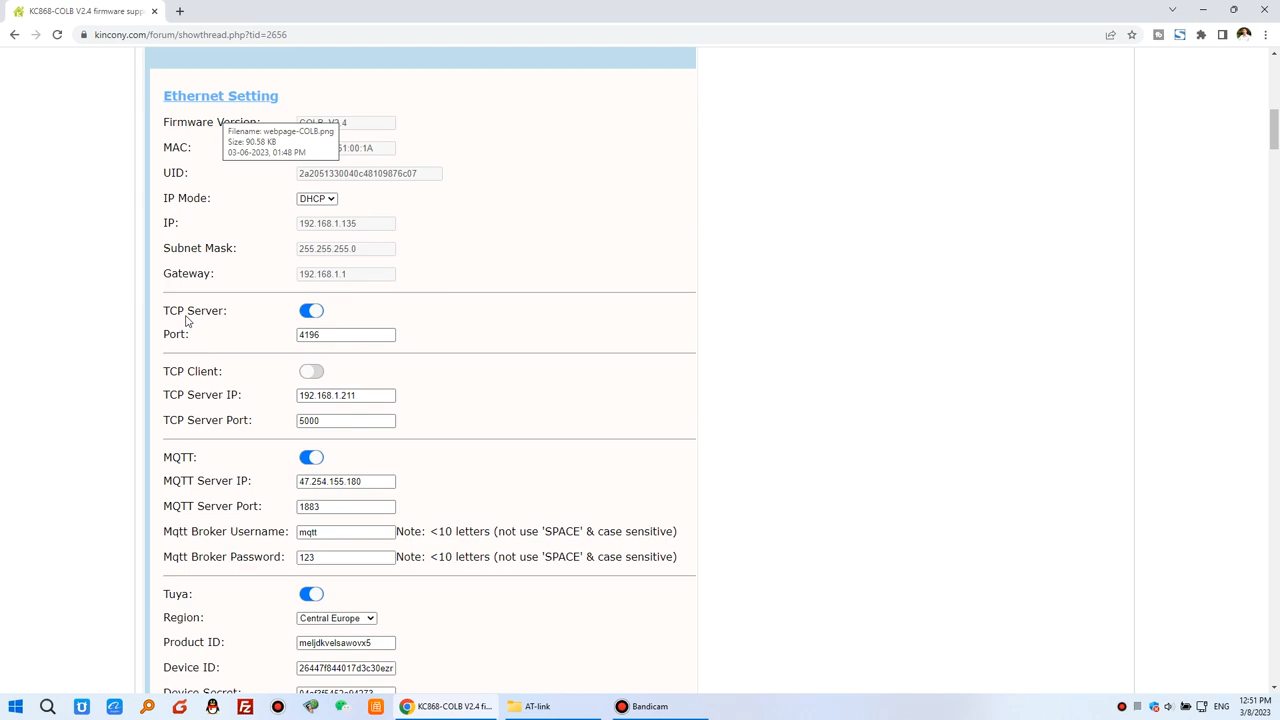 KC868-COLB V2.4 firmware supp
kincony.com/forum/showthread.php?tid=2656
Ethernet Setting
Firmware Version:
Filename: webpage-COLB.png
Size: 90.58 KB
03-06-2023, 01:48 PM
MAC: 51:00:1A
UID: 2a2051330040c48109876c07
IP Mode: DHCP
IP: 192.168.1.135
Subnet Mask: 255.255.255.0
Gateway: 192.168.1.1
TCP Server:
Port: 4196
TCP Client:
TCP Server IP: 192.168.1.211
TCP Server Port: 5000
MQTT:
MQTT Server IP: 47.254.155.180
MQTT Server Port: 1883
Mqtt Broker Username: mqtt Note: <10 letters (not use 'SPACE' & case sensitive)
Mqtt Broker Password: 123 Note: <10 letters (not use 'SPACE' & case sensitive)
Tuya:
Region: Central Europe
Product ID: meljdkvelsawovx5
Device ID: 26447f844017d3c30ezr
Device Secret:
KC868-COLB V2.4 fi...
AT-link
Bandicam
ENG
12:51 PM
3/8/2023